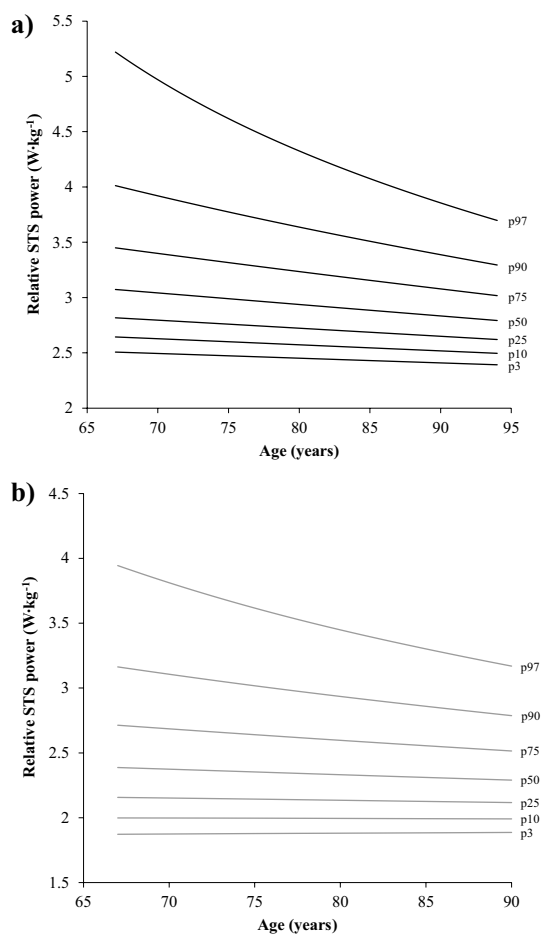 a)
5.5
5
4.5
4
3.5
3
2.5
2
Relative STS power (W·kg-1)
p97
p90
p75
p50
p25
p10
p3
65 70 75 80 85 90 95
Age (years)
b)
4.5
4
3.5
3
2.5
2
1.5
Relative STS power (W·kg-1)
p97
p90
p75
p50
p25
p10
p3
65 70 75 80 85 90
Age (years)